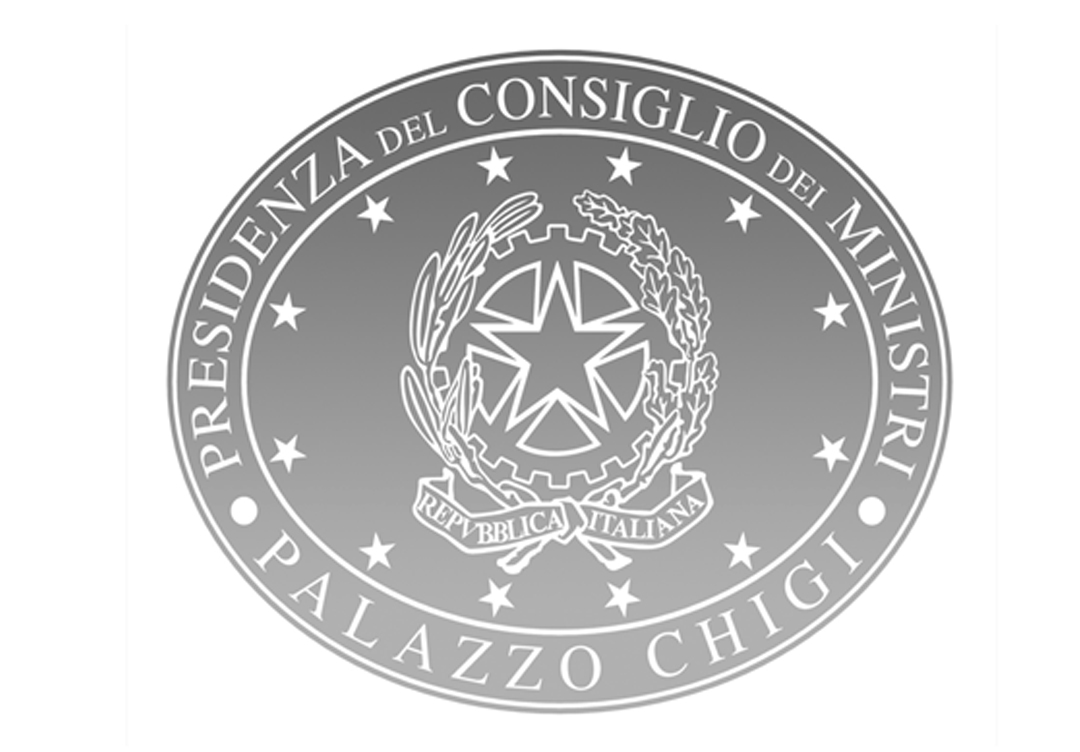 PRESIDENZA DEL CONSIGLIO DEI MINISTRI
REPVBBLICA ITALIANA
PALAZZO CHIGI